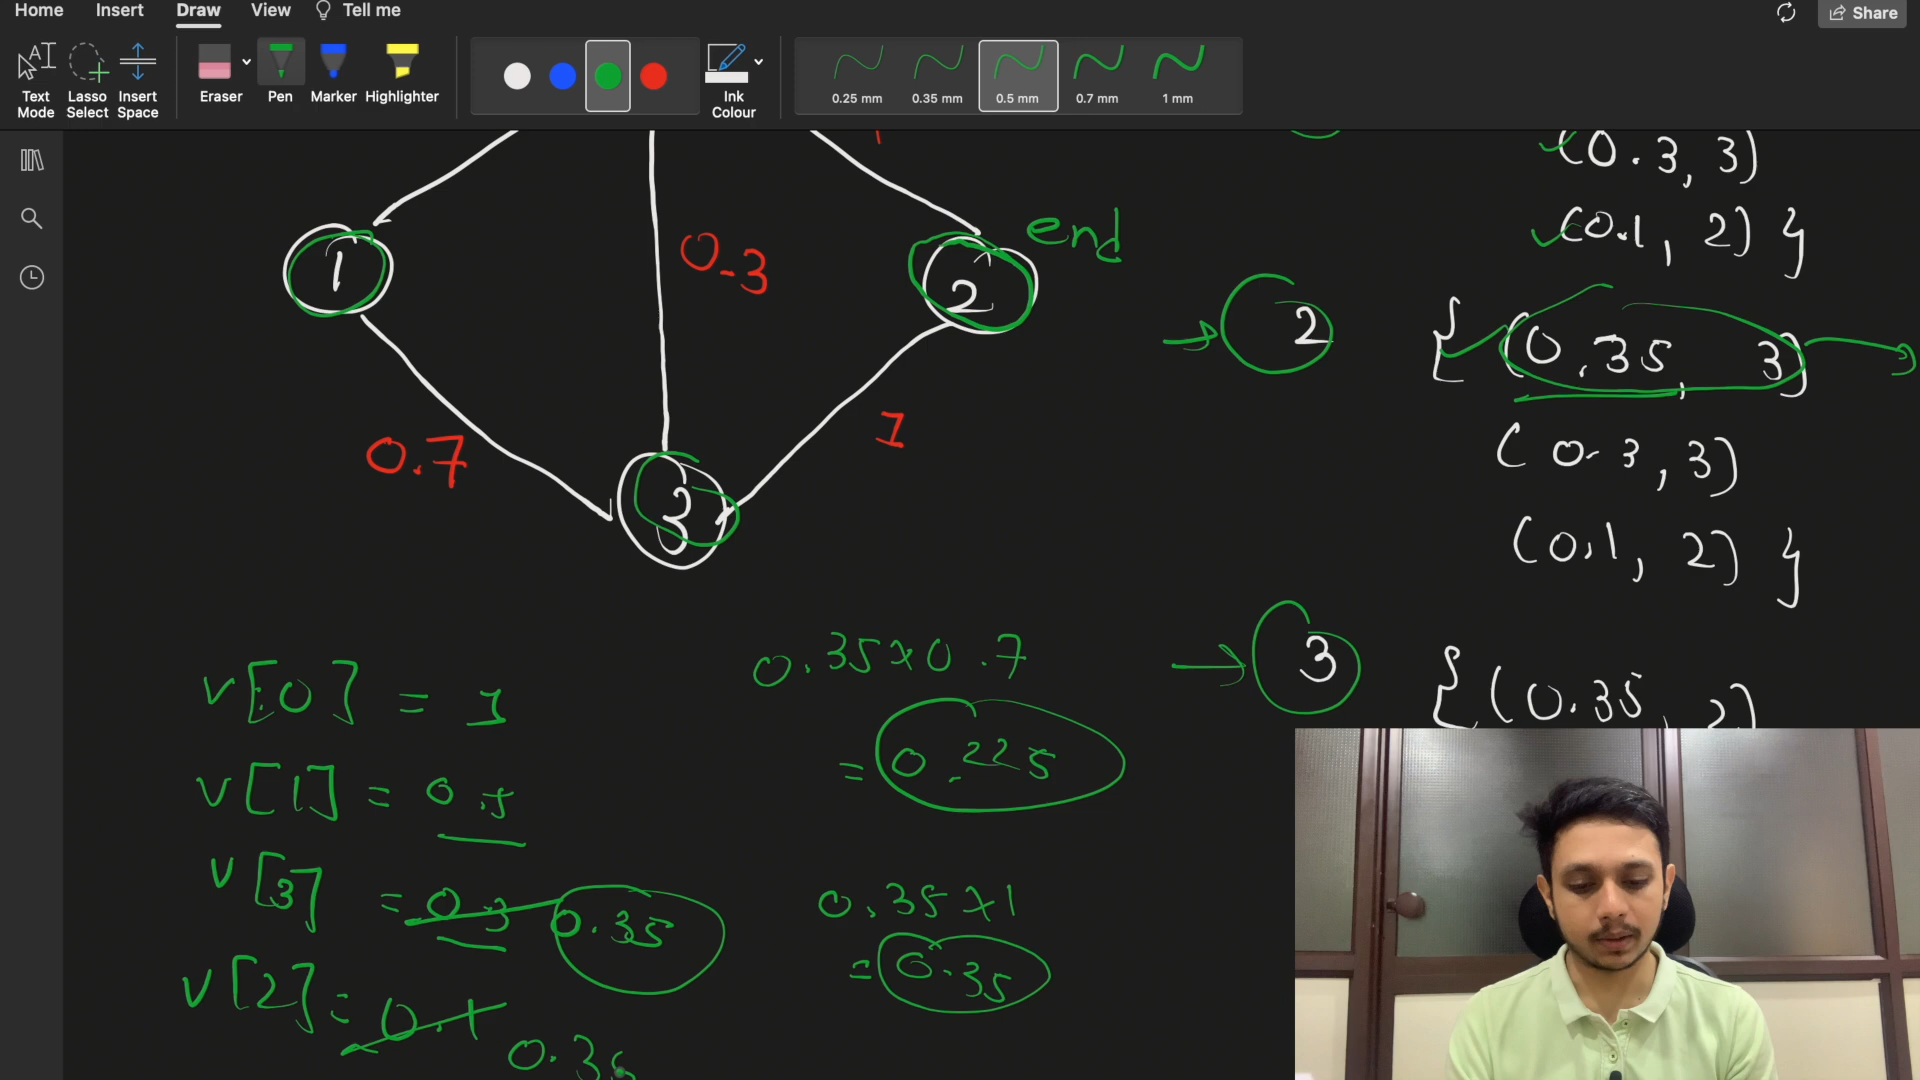 Home Insert Draw View Tell me Share
Text Mode
Lasso Select
Insert Space
Eraser
Pen
Marker
Highlighter
Ink Colour
0.25 mm
0.35 mm
0.5 mm
0.7 mm
1 mm
(0.3, 3)
(0.1, 2) }
1
0.3
2
end
→ 2
{ (0.35, 3) →
0.7
1
(0.3, 3)
3
(0.1, 2) }
→ 3
{(0.35, 2)
v[0] = 1
0.35x0.7
= 0.225
v[1] = 0.5
v[3] = 0.3 0.35
0.35x1
= 0.35
v[2] = 0.1
0.35